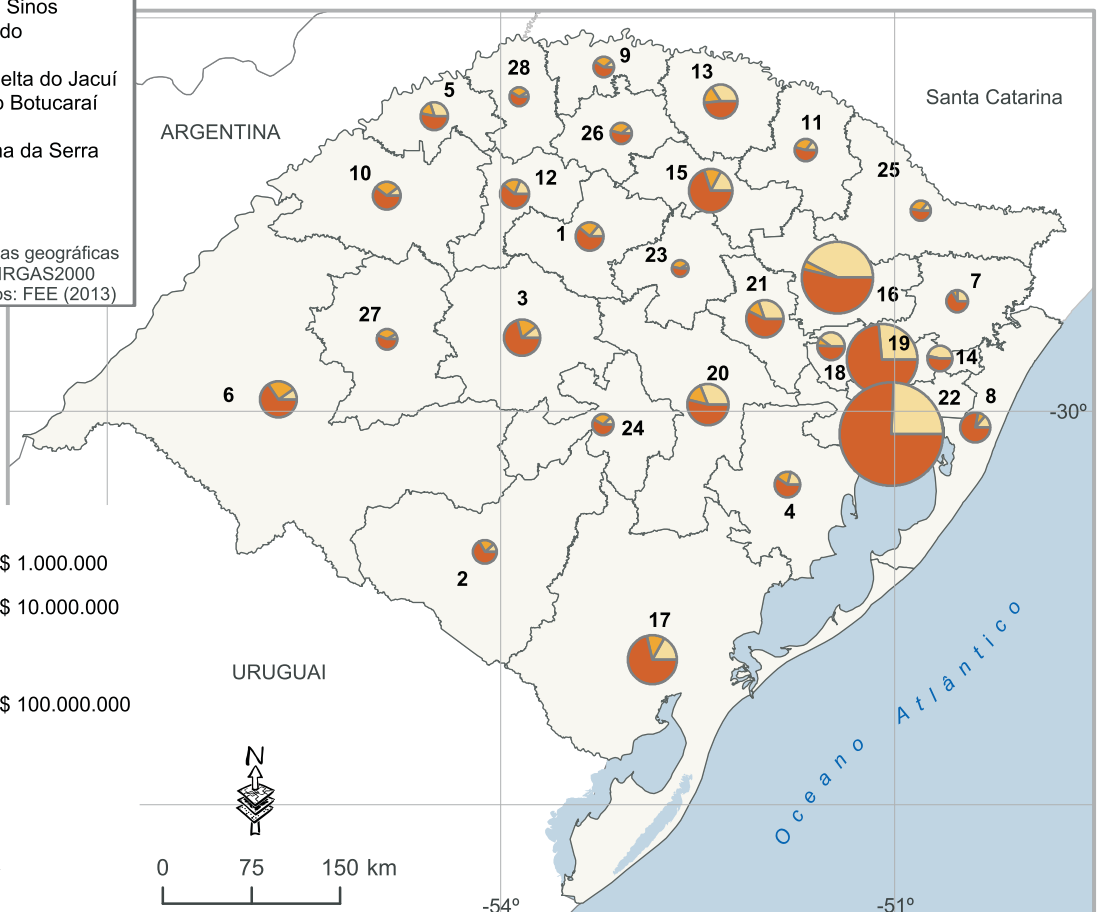 Sinos
do
elta do Jacuí
o Botucaraí
na da Serra
as geográficas
IRGAS2000
os: FEE (2013)
9
28
13
5
Santa Catarina
ARGENTINA
26
11
10
12
15
25
1
23
21
7
3
16
27
19
14
18
20
6
22
8
-30º
24
4
2
$ 1.000.000
$ 10.000.000
17
URUGUAI
$ 100.000.000
Oceano Atlântico
N
0 75 150 km
-54º
-51º